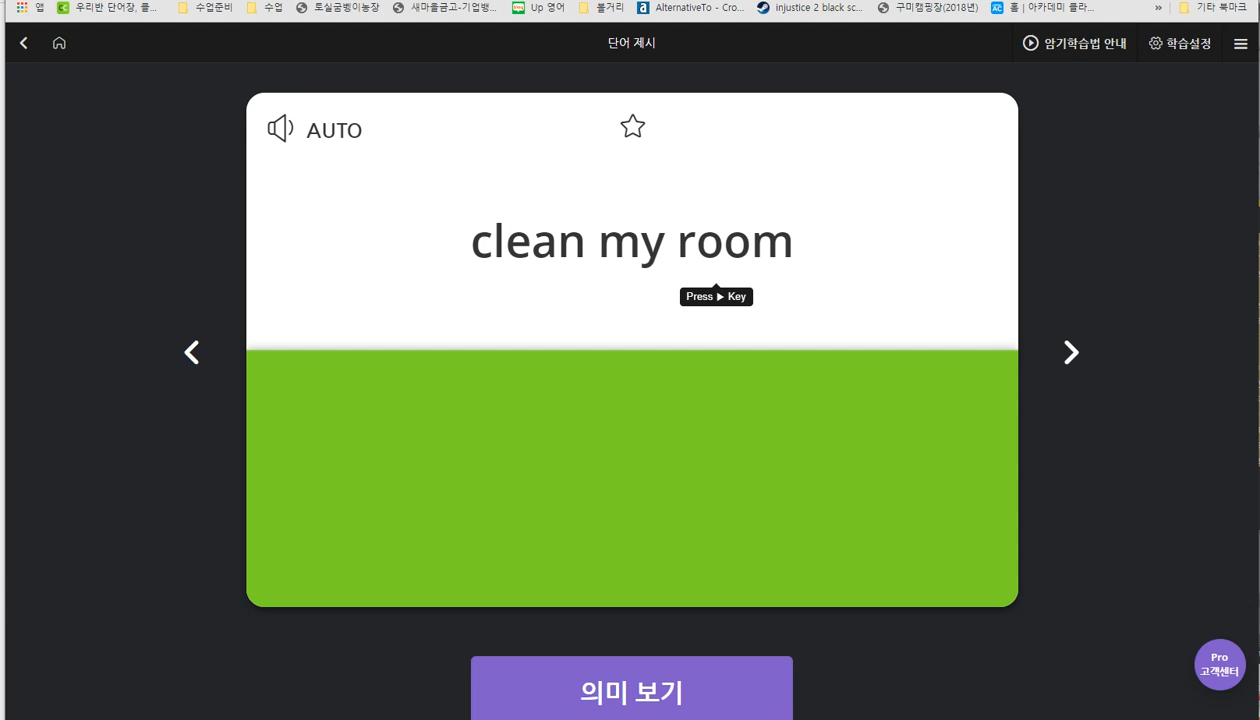 앱 우리반 단어장, 클... 수업준비 수업 토실굼벵이농장 새마을금고-기업뱅... Up 영어 볼거리 AlternativeTo - Cro... injustice 2 black sc... 구미캠핑장(2018년) 홈 | 아카데미 클라... » 기타 북마크
단어 제시 암기학습법 안내 학습설정
AUTO
clean my room
Press ▶ Key
의미 보기
Pro
고객센터